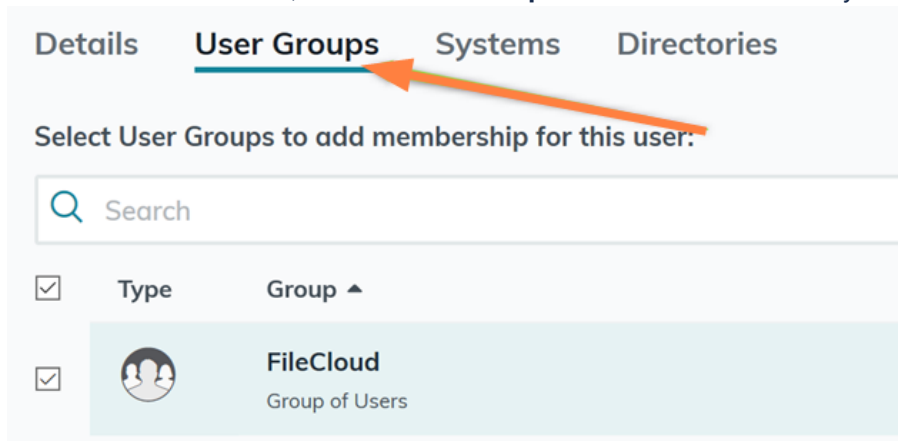 Details User Groups Systems Directories
Select User Groups to add membership for this user:
Search
Type Group
FileCloud
Group of Users